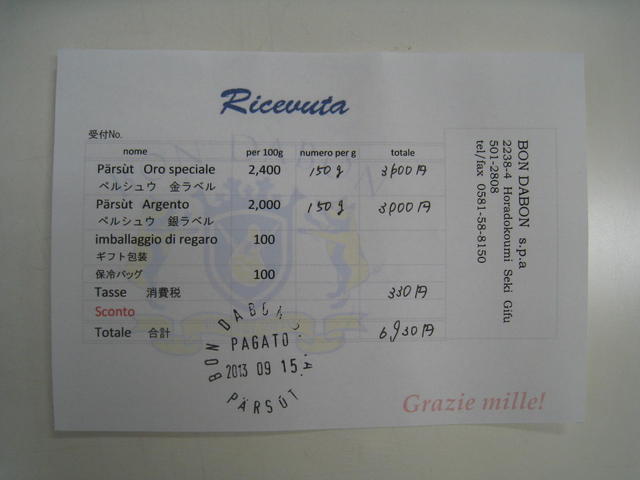 Ricevuta
受付No.
nome per 100g numero per g totale
Pärsùt Oro speciale 2,400 150g 3600円
ペルシュウ 金ラベル
Pärsùt Argento 2,000 150g 3000円
ペルシュウ 銀ラベル
imballaggio di regaro 100
ギフト包装
保冷バッグ 100
Tasse 消費税 330円
Sconto
Totale 合計 6930円
BON DABON s.p.a
2238-4 Horadokoumi Seki Gifu
501-2808
tel/fax 0581-58-8150
BON DABON S.P.A.
PAGATO
2013 09 15
PÄRSÙT
Grazie mille!